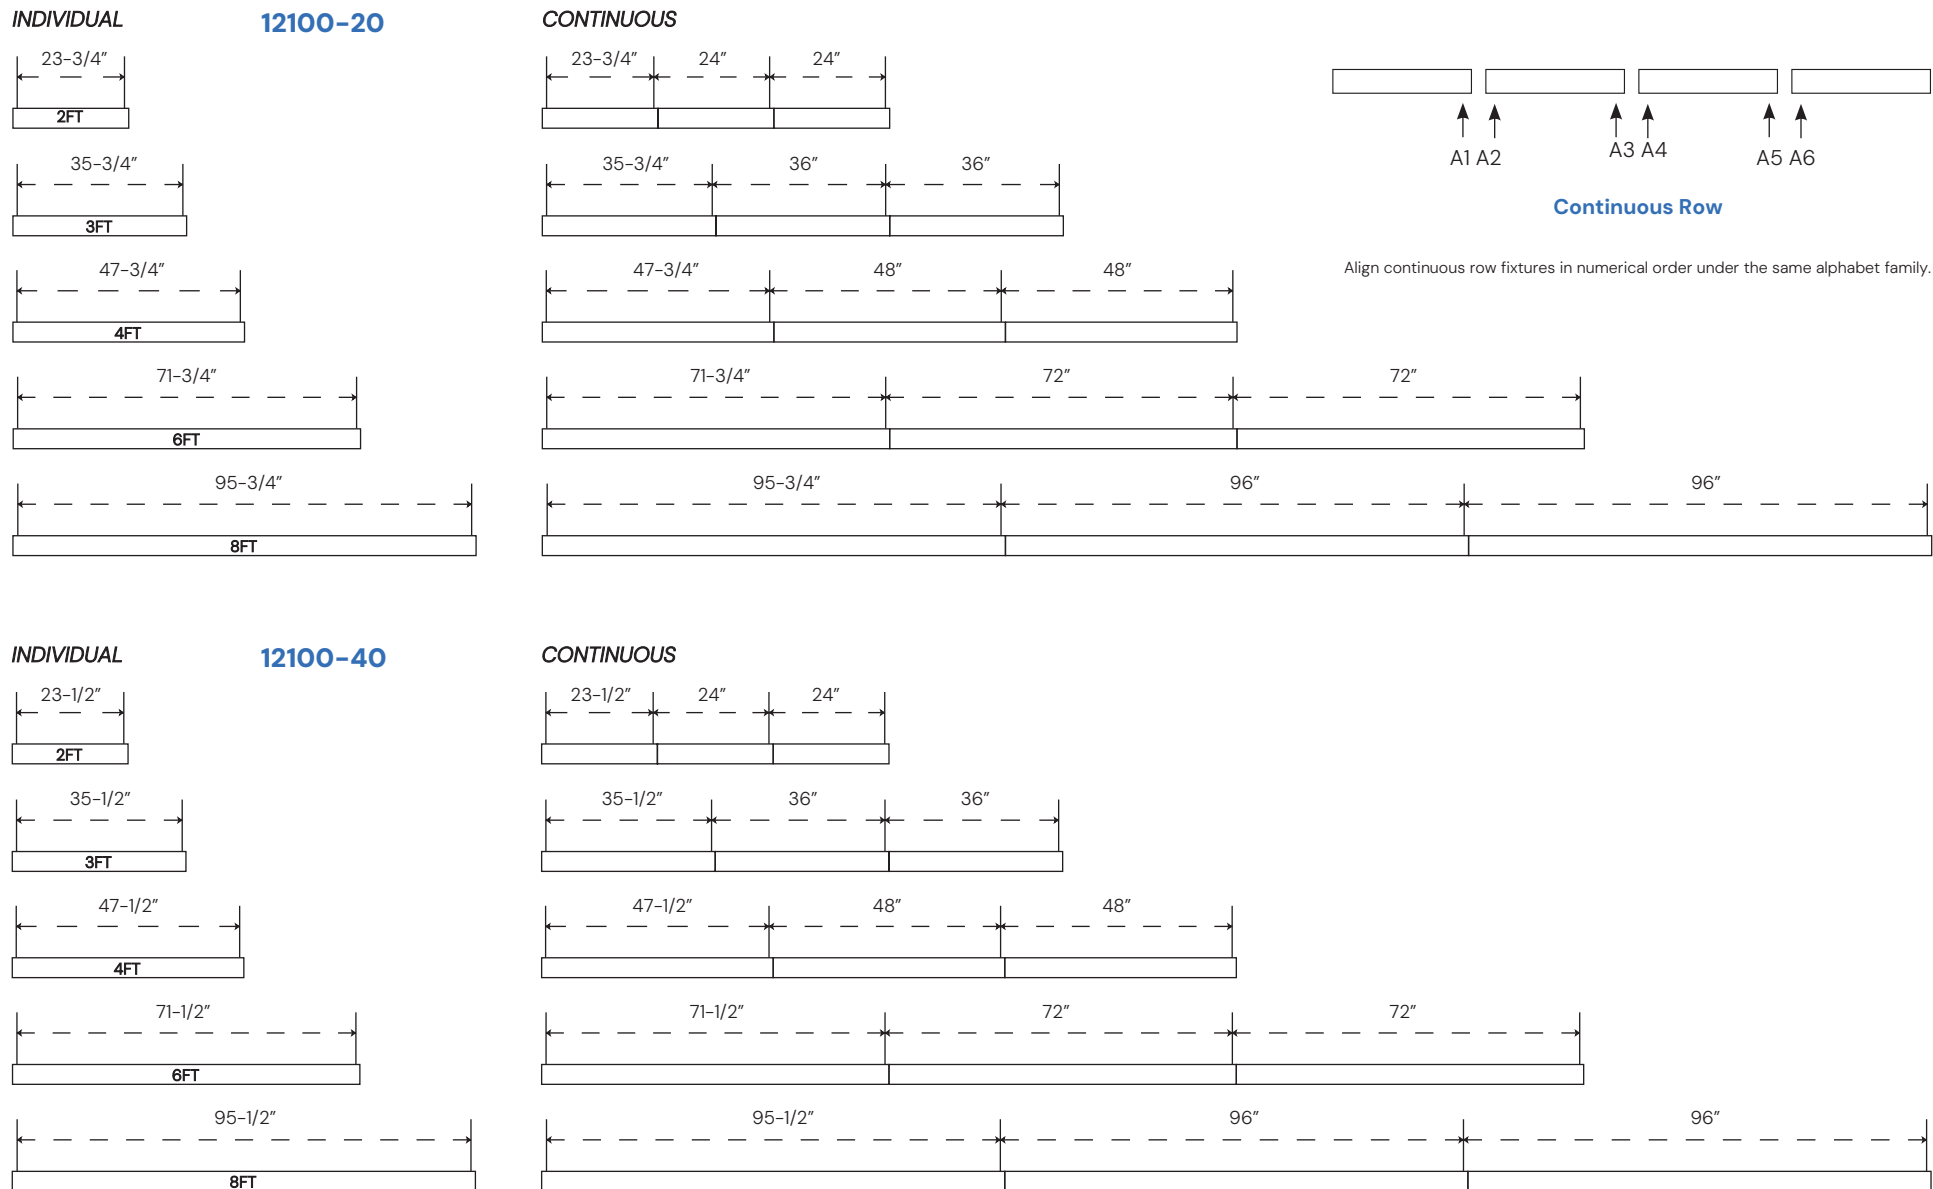 INDIVIDUAL 12100-20 CONTINUOUS
23-3/4” 23-3/4” 24” 24”
2FT
A1 A2 A3 A4 A5 A6
35-3/4” 35-3/4” 36” 36”
3FT
Continuous Row
47-3/4” 47-3/4” 48” 48”
Align continuous row fixtures in numerical order under the same alphabet family.
4FT
71-3/4” 71-3/4” 72” 72”
6FT
95-3/4” 95-3/4” 96” 96”
8FT
INDIVIDUAL 12100-40 CONTINUOUS
23-1/2” 23-1/2” 24” 24”
2FT
35-1/2” 35-1/2” 36” 36”
3FT
47-1/2” 47-1/2” 48” 48”
4FT
71-1/2” 71-1/2” 72” 72”
6FT
95-1/2” 95-1/2” 96” 96”
8FT